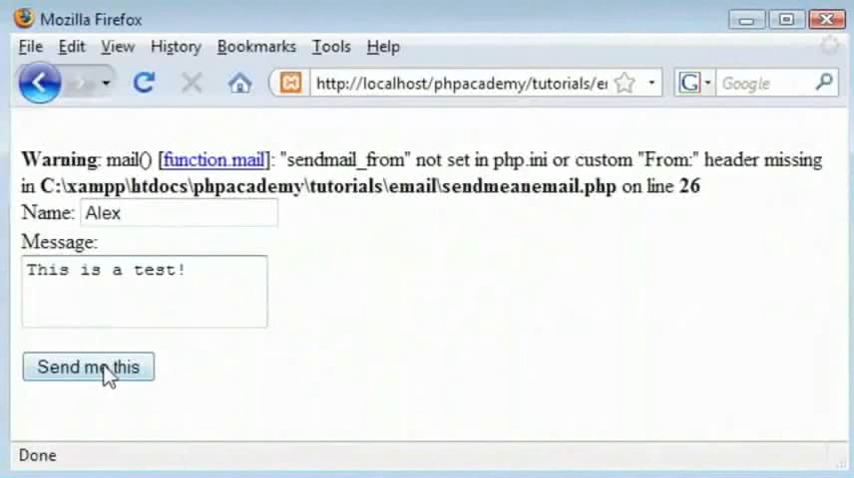 Mozilla Firefox
File Edit View History Bookmarks Tools Help
http://localhost/phpacademy/tutorials/er G Google
Warning: mail() [function.mail]: "sendmail_from" not set in php.ini or custom "From:" header missing
in C:\xampp\htdocs\phpacademy\tutorials\email\sendmeanemail.php on line 26
Name: Alex
Message:
This is a test!
Send me this
Done